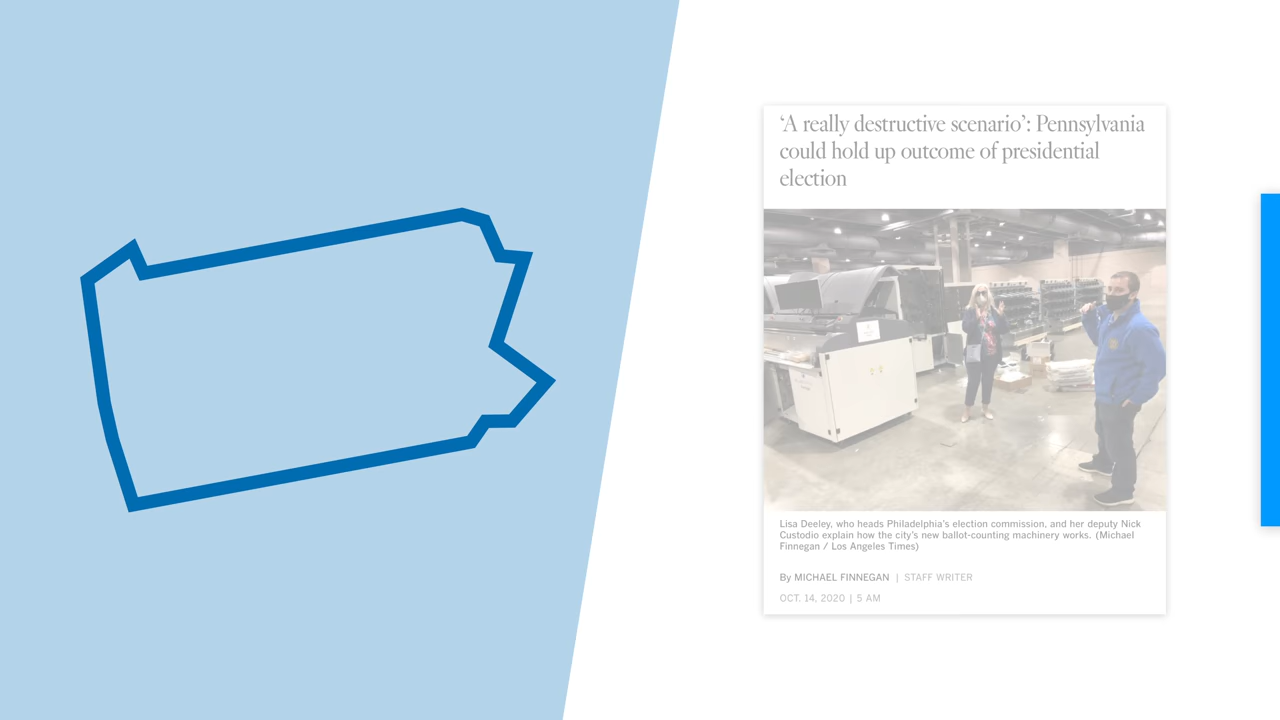 ‘A really destructive scenario’: Pennsylvania
could hold up outcome of presidential
election
Lisa Deeley, who heads Philadelphia’s election commission, and her deputy Nick
Custodio explain how the city’s new ballot-counting machinery works. (Michael
Finnegan / Los Angeles Times)
By MICHAEL FINNEGAN | STAFF WRITER
OCT. 14, 2020 | 5 AM